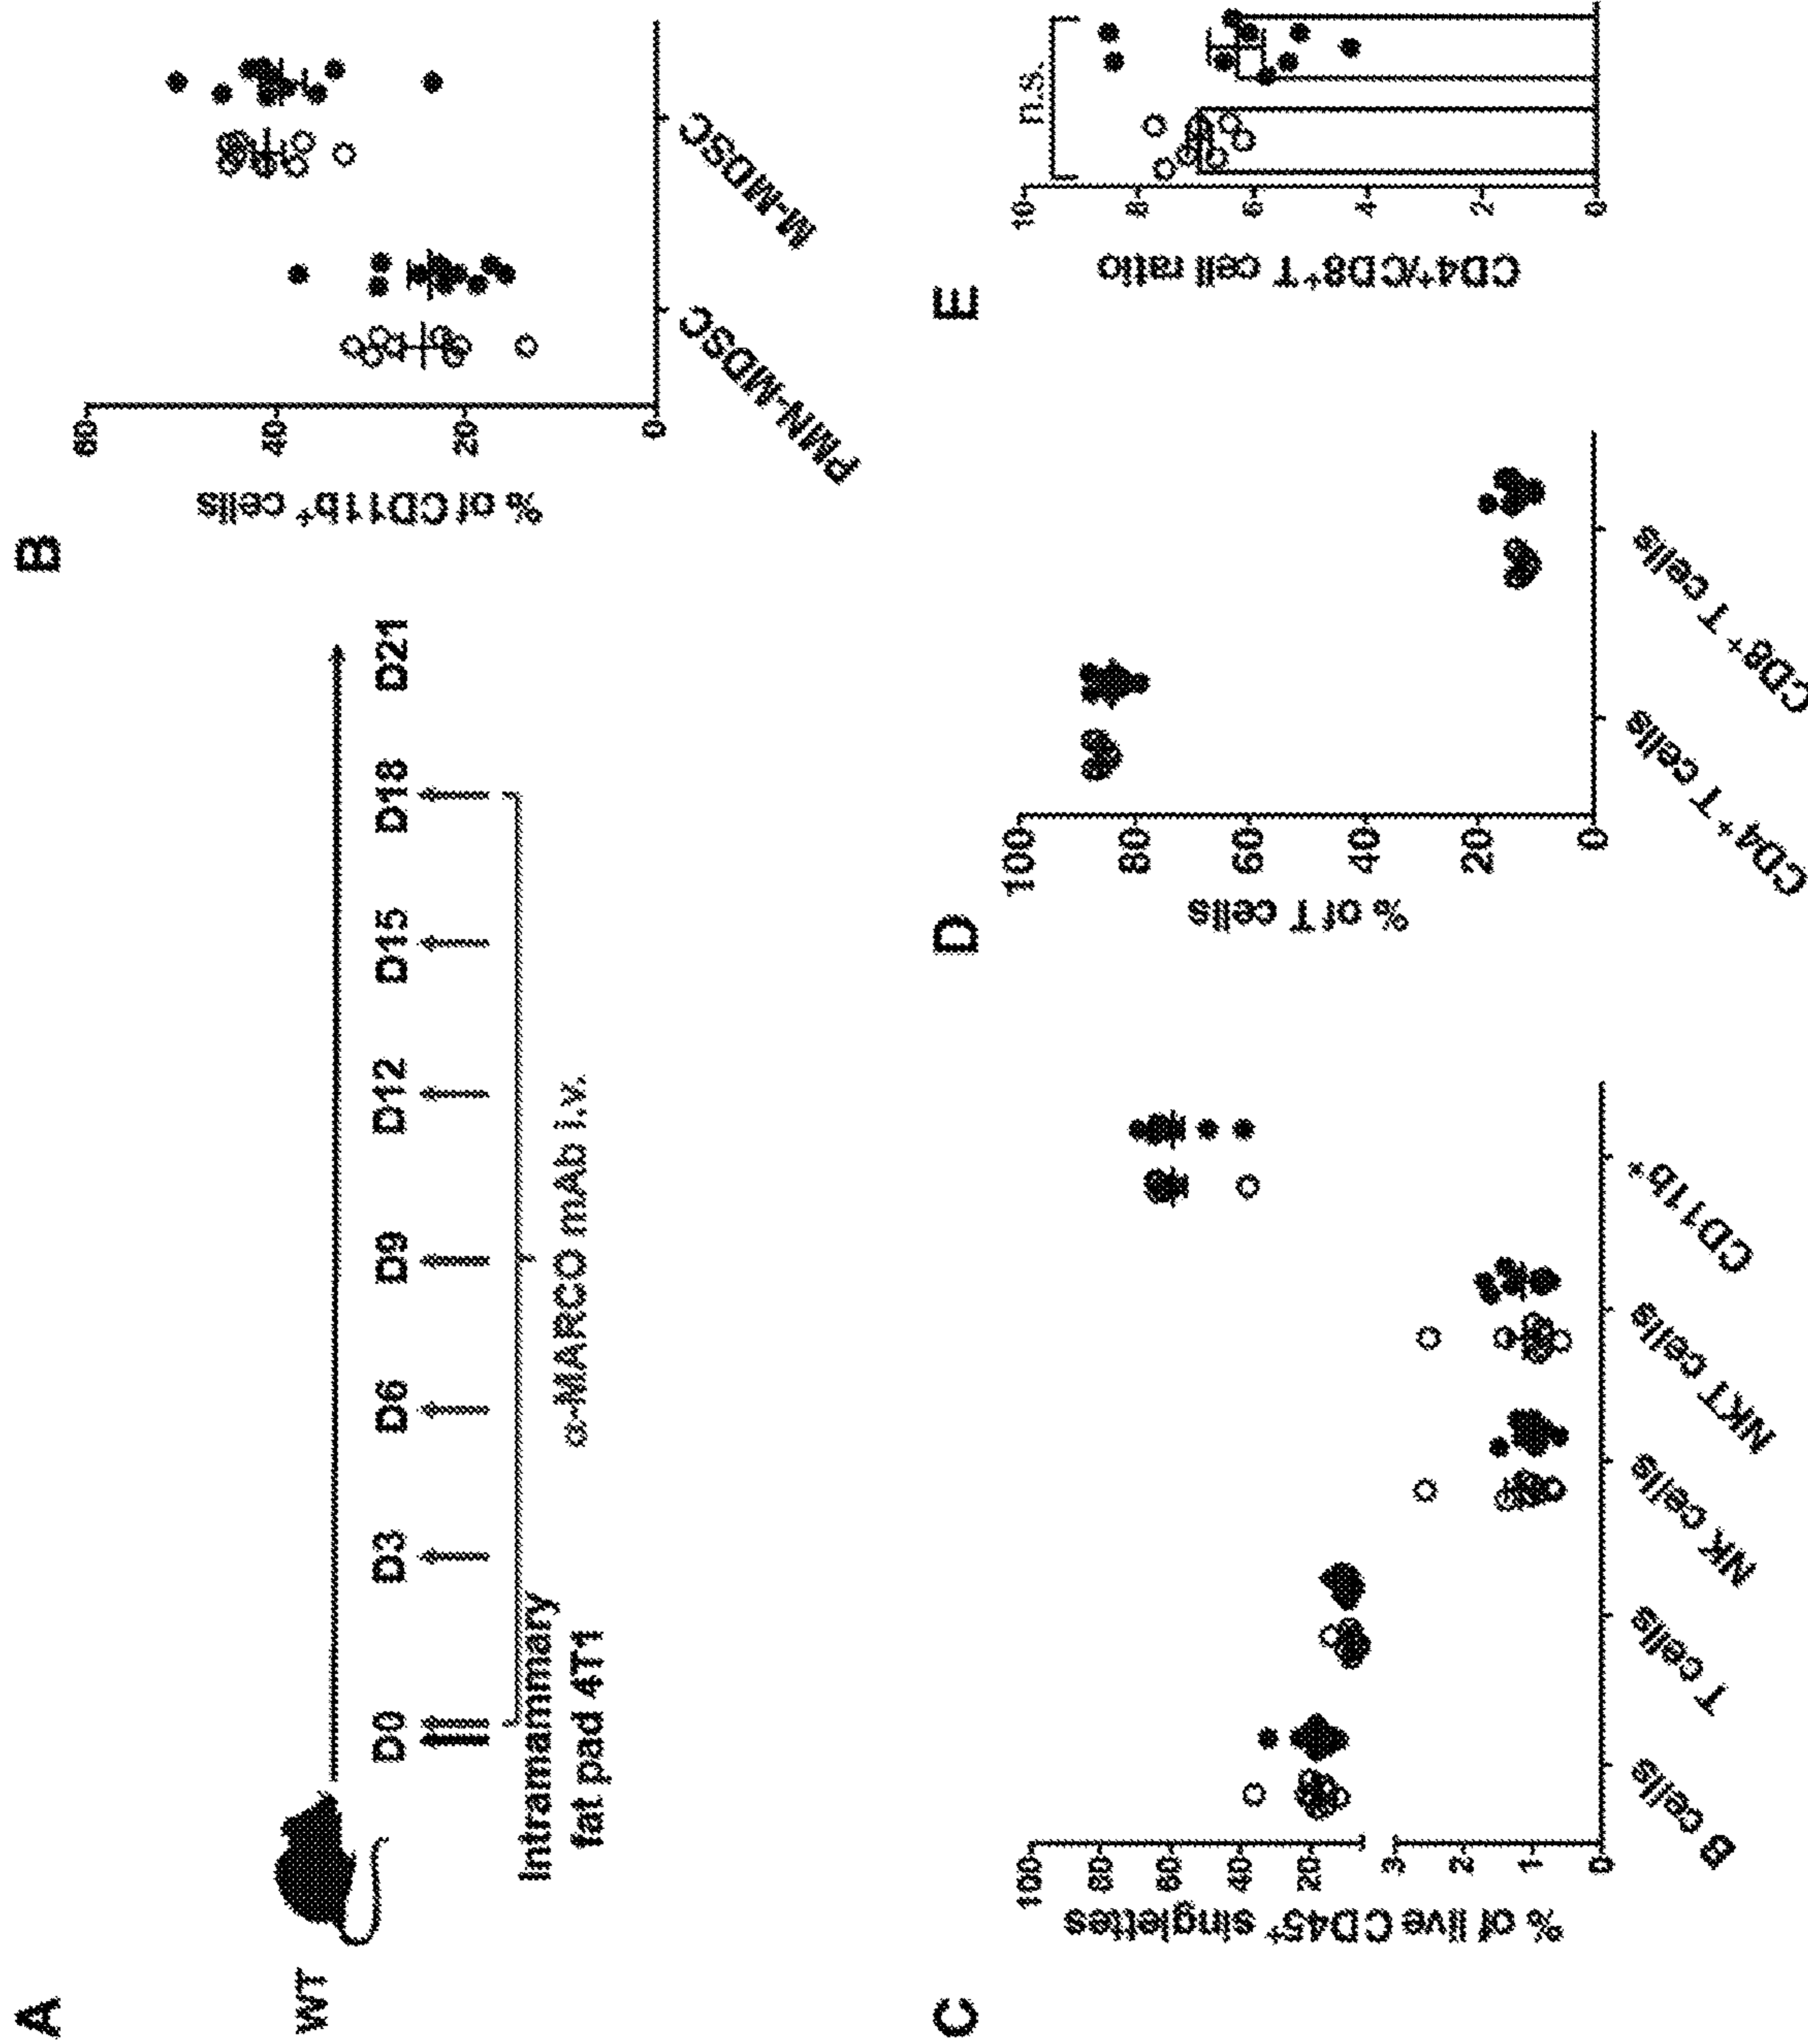 A
WT
D0 D3 D6 D9 D12 D15 D18 D21
Intramammary
fat pad 4T1
α-MARCO mAb i.v.
B
% of CD11b⁺ cells
60
40
20
0
PMN-MDSC
M-MDSC
C
% of live CD45⁺ singlettes
100
80
60
40
20
3
2
1
0
B cells
T cells
NK cells
NKT cells
CD11b⁺
D
% of T cells
100
80
60
40
20
0
CD4⁺ T cells
CD8⁺ T cells
E
CD4⁺/CD8⁺T cell ratio
10
8
6
4
2
0
n.s.